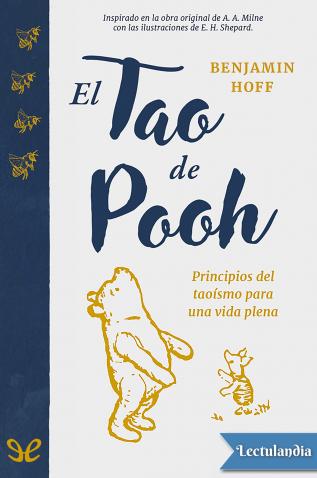 Inspirado en la obra original de A. A. Milne
con las ilustraciones de E. H. Shepard.
BENJAMIN
HOFF
El Tao
de
Pooh
Principios del
taoísmo para
una vida plena
Lectulandia